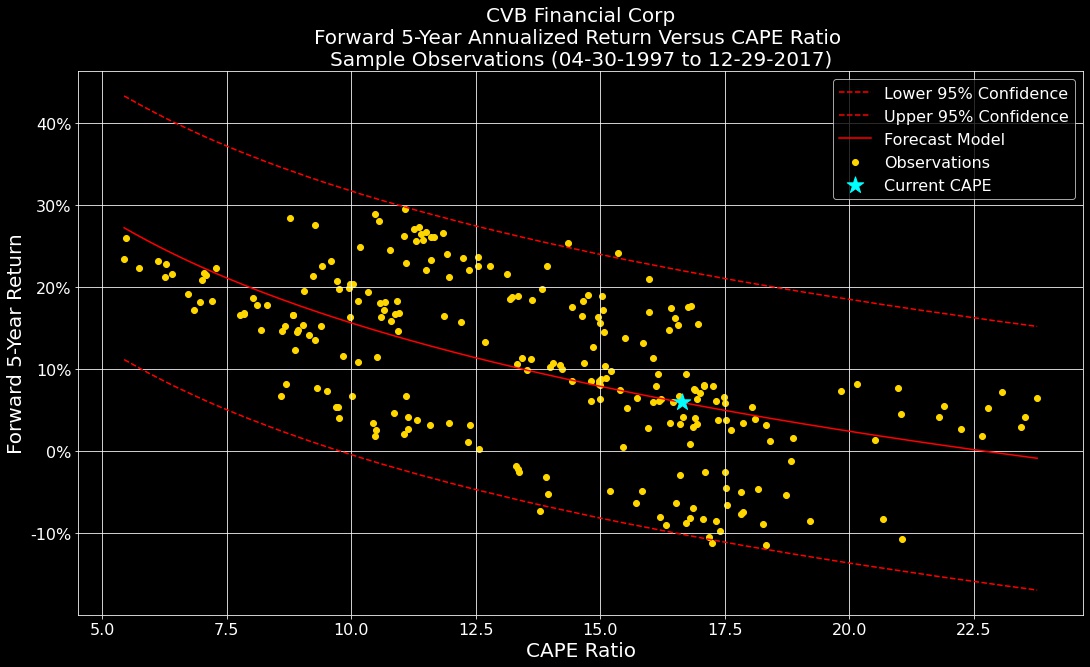 CVB Financial Corp
Forward 5-Year Annualized Return Versus CAPE Ratio
Sample Observations (04-30-1997 to 12-29-2017)
Lower 95% Confidence
Upper 95% Confidence
Forecast Model
Observations
Current CAPE
Forward 5-Year Return
40%
30%
20%
10%
0%
-10%
5.0 7.5 10.0 12.5 15.0 17.5 20.0 22.5
CAPE Ratio